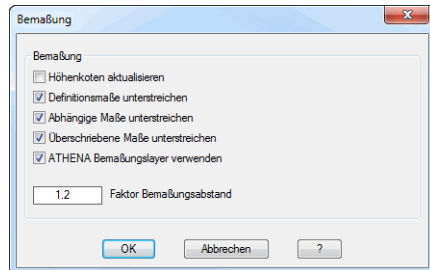 Bemaßung
Bemaßung
Höhenkoten aktualisieren
Definitionsmaße unterstreichen
Abhängige Maße unterstreichen
Überschriebene Maße unterstreichen
ATHENA Bemaßungslayer verwenden
1.2 Faktor Bemaßungsabstand
OK Abbrechen ?